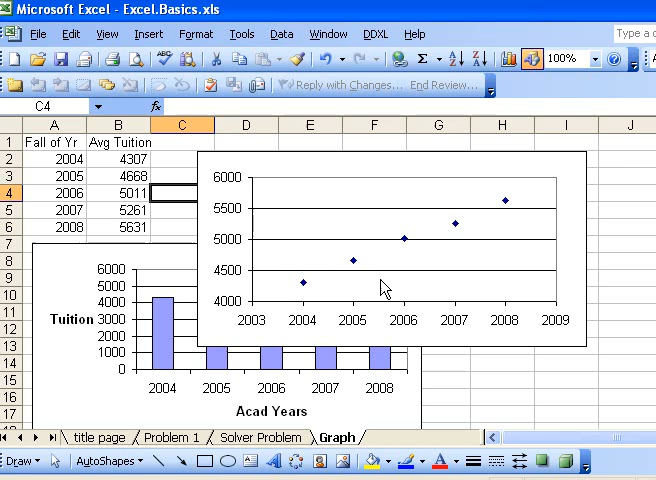 Microsoft Excel - Excel.Basics.xls
File Edit View Insert Format Tools Data Window DDXL Help
Type a
Σ 100%
Reply with Changes... End Review...
C4 fx
A B C D E F G H I J
1 Fall of Yr Avg Tuition
2 2004 4307
3 2005 4668
4 2006 5011
5 2007 5261
6 2008 5631
7
8
9
10
11
12
13
14
15
16
17
6000
5500
5000
4500
4000
2003 2004 2005 2006 2007 2008 2009
6000
5000
4000
3000
2000
1000
0
Tuition
2004 2005 2006 2007 2008
Acad Years
title page Problem 1 Solver Problem Graph
Draw AutoShapes A A